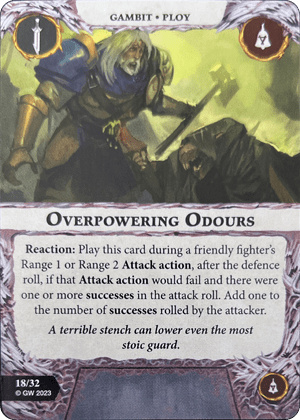 GAMBIT • PLOY
OVERPOWERING ODOURS
Reaction: Play this card during a friendly fighter's
Range 1 or Range 2 Attack action, after the defence
roll, if that Attack action would fail and there were
one or more successes in the attack roll. Add one to
the number of successes rolled by the attacker.
A terrible stench can lower even the most
stoic guard.
18/32
© GW 2023